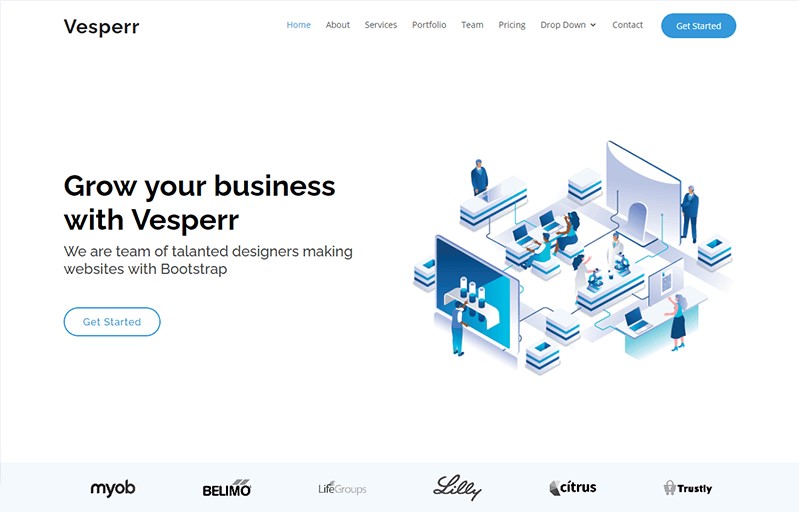 Vesperr
Home About Services Portfolio Team Pricing Drop Down Contact Get Started
Grow your business
with Vesperr
We are team of talanted designers making
websites with Bootstrap
Get Started
myob BELIMO LifeGroups Lilly citrus Trustly